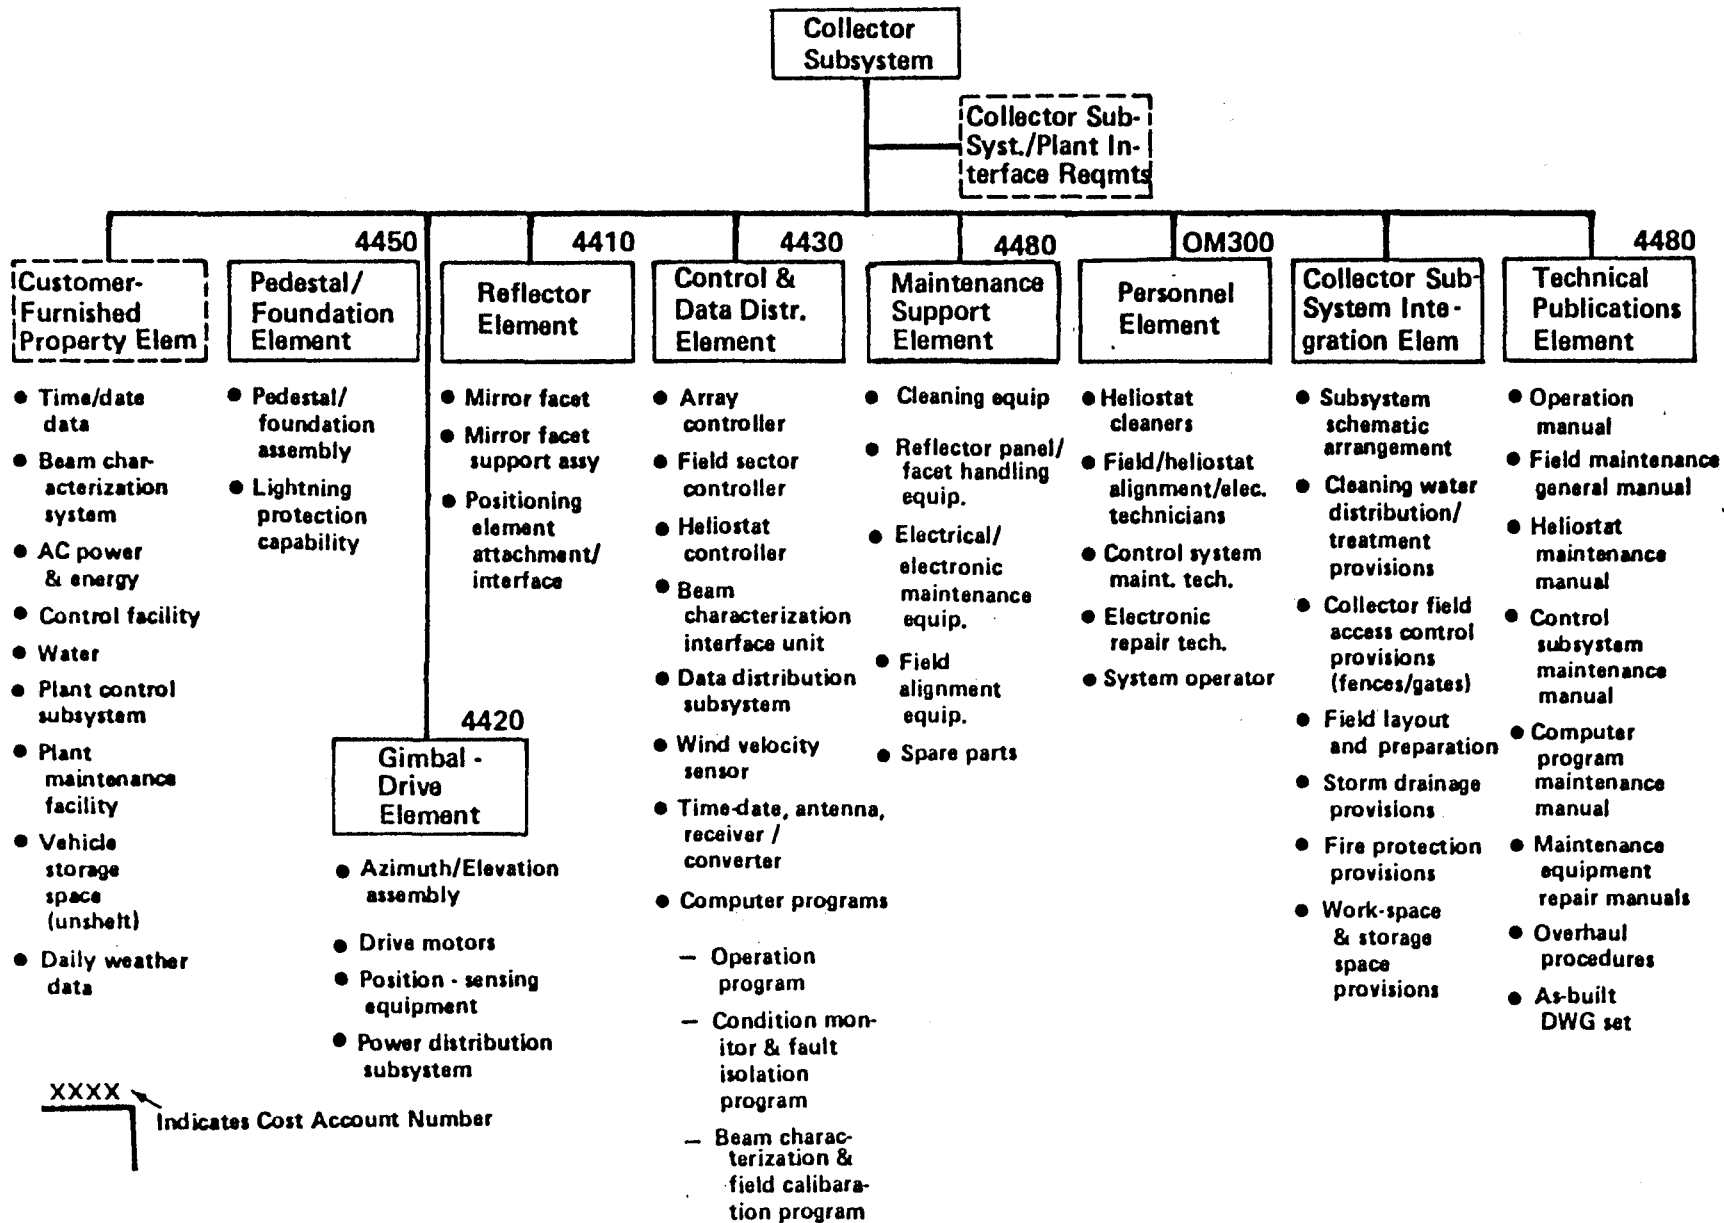 Collector
Subsystem
Collector Sub-
Syst./Plant In-
terface Reqmts
Customer-
Furnished
Property Elem
● Time/date
data
● Beam char-
acterization
system
● AC power
& energy
● Control facility
● Water
● Plant control
subsystem
● Plant
maintenance
facility
● Vehicle
storage
space
(unshelt)
● Daily weather
data
4450
Pedestal/
Foundation
Element
● Pedestal/
foundation
assembly
● Lightning
protection
capability
4420
Gimbal -
Drive
Element
● Azimuth/Elevation
assembly
● Drive motors
● Position - sensing
equipment
● Power distribution
subsystem
4410
Reflector
Element
● Mirror facet
● Mirror facet
support assy
● Positioning
element
attachment/
interface
4430
Control &
Data Distr.
Element
● Array
controller
● Field sector
controller
● Heliostat
controller
● Beam
characterization
interface unit
● Data distribution
subsystem
● Wind velocity
sensor
● Time-date, antenna,
receiver /
converter
● Computer programs
— Operation
program
— Condition mon-
itor & fault
isolation
program
— Beam charac-
terization &
field calibara-
tion program
4480
Maintenance
Support
Element
● Cleaning equip
● Reflector panel/
facet handling
equip.
● Electrical/
electronic
maintenance
equip.
● Field
alignment
equip.
● Spare parts
OM300
Personnel
Element
● Heliostat
cleaners
● Field/heliostat
alignment/elec.
technicians
● Control system
maint. tech.
● Electronic
repair tech.
● System operator
Collector Sub-
System Inte-
gration Elem
● Subsystem
schematic
arrangement
● Cleaning water
distribution/
treatment
provisions
● Collector field
access control
provisions
(fences/gates)
● Field layout
and preparation
● Storm drainage
provisions
● Fire protection
provisions
● Work-space
& storage
space
provisions
4480
Technical
Publications
Element
● Operation
manual
● Field maintenance
general manual
● Heliostat
maintenance
manual
● Control
subsystem
maintenance
manual
● Computer
program
maintenance
manual
● Maintenance
equipment
repair manuals
● Overhaul
procedures
● As-built
DWG set
XXXX
Indicates Cost Account Number